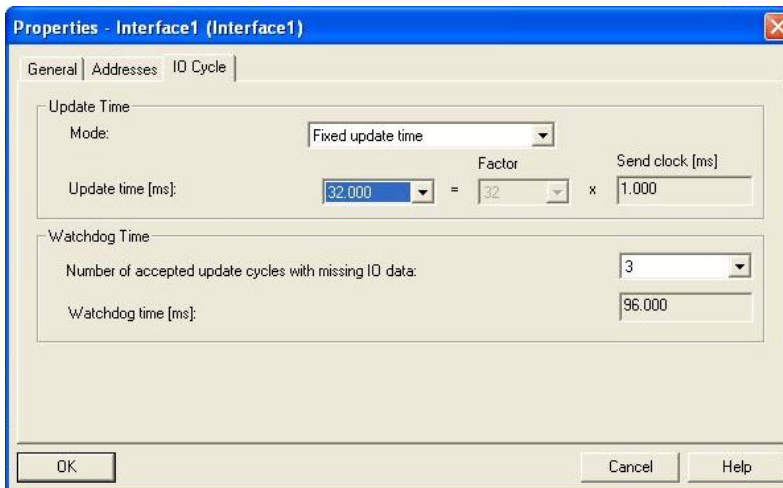 Properties - Interface1 (Interface1)
General Addresses IO Cycle
Update Time
Mode: Fixed update time
Factor Send clock [ms]
Update time [ms]: 32.000 = 32 x 1.000
Watchdog Time
Number of accepted update cycles with missing IO data: 3
Watchdog time [ms]: 96.000
OK Cancel Help